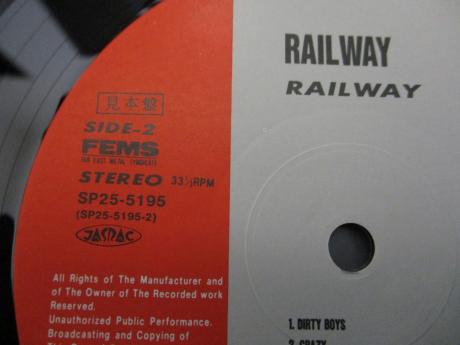 RAILWAY
RAILWAY
見本盤
SIDE-2
FEMS
FAR EAST METAL SYNDICATE
STEREO 33⅓RPM
SP25-5195
(SP25-5195-2)
JASRAC
All Rights of The Manufacturer and
of The Owner of The Recorded work
Reserved.
Unauthorized Public Performance.
Broadcasting and Copying of
1. DIRTY BOYS
2. CRAZY